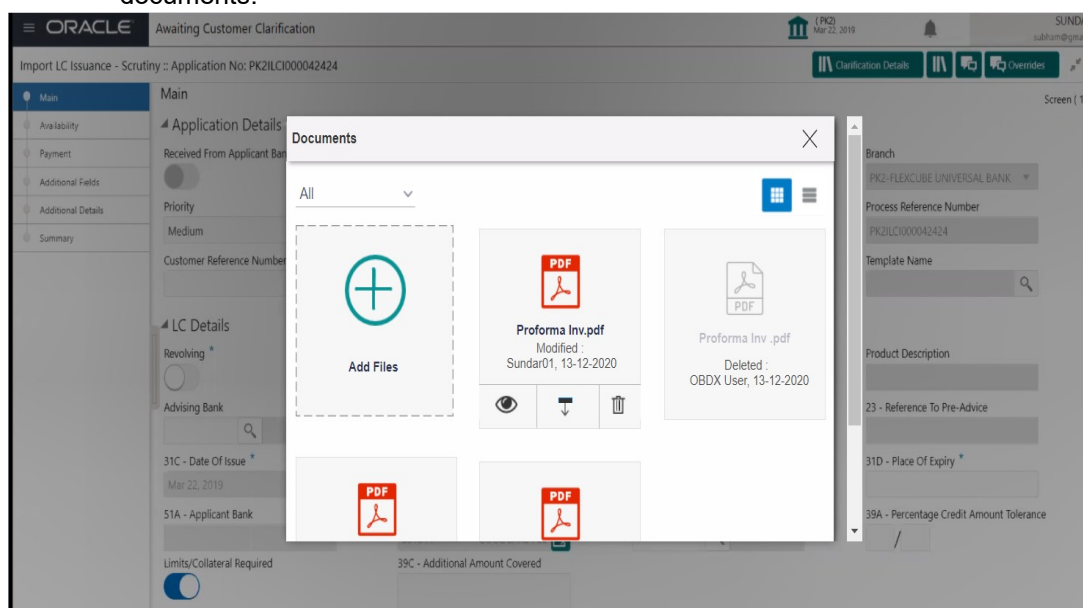 documents.
ORACLE
Awaiting Customer Clarification
( PK2)
Mar 22, 2019
Import LC Issuance - Scrutiny :: Application No: PK2ILCI000042424
Clarification Details
Overrides
Main
Availability
Payment
Additional Fields
Additional Details
Summary
Main
Screen ( 1
Application Details
Received From Applicant Ban
Branch
PK2-FLEXCUBE UNIVERSAL BANK
Priority
Medium
Process Reference Number
PK2ILCI000042424
Customer Reference Number
Template Name
LC Details
Revolving *
Product Description
Advising Bank
23 - Reference To Pre-Advice
31C - Date Of Issue *
Mar 22, 2019
31D - Place Of Expiry *
51A - Applicant Bank
39A - Percentage Credit Amount Tolerance
/
Limits/Collateral Required
39C - Additional Amount Covered
Documents
All
Add Files
PDF
Proforma Inv.pdf
Modified :
Sundar01, 13-12-2020
PDF
Proforma Inv .pdf
Deleted :
OBDX User, 13-12-2020
PDF
PDF